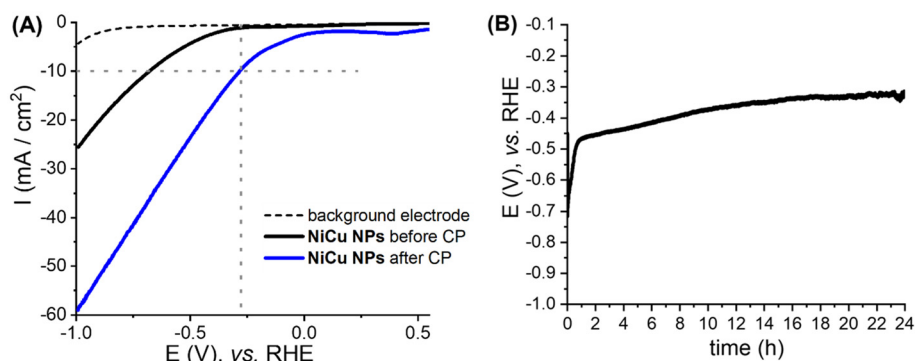 (A)
I (mA / cm²)
0
-10
-20
-30
-40
-50
-60
-1.0
-0.5
0.0
0.5
E (V), vs. RHE
background electrode
NiCu NPs before CP
NiCu NPs after CP
(B)
E (V), vs. RHE
-0.1
-0.2
-0.3
-0.4
-0.5
-0.6
-0.7
-0.8
-0.9
-1.0
0 2 4 6 8 10 12 14 16 18 20 22 24
time (h)